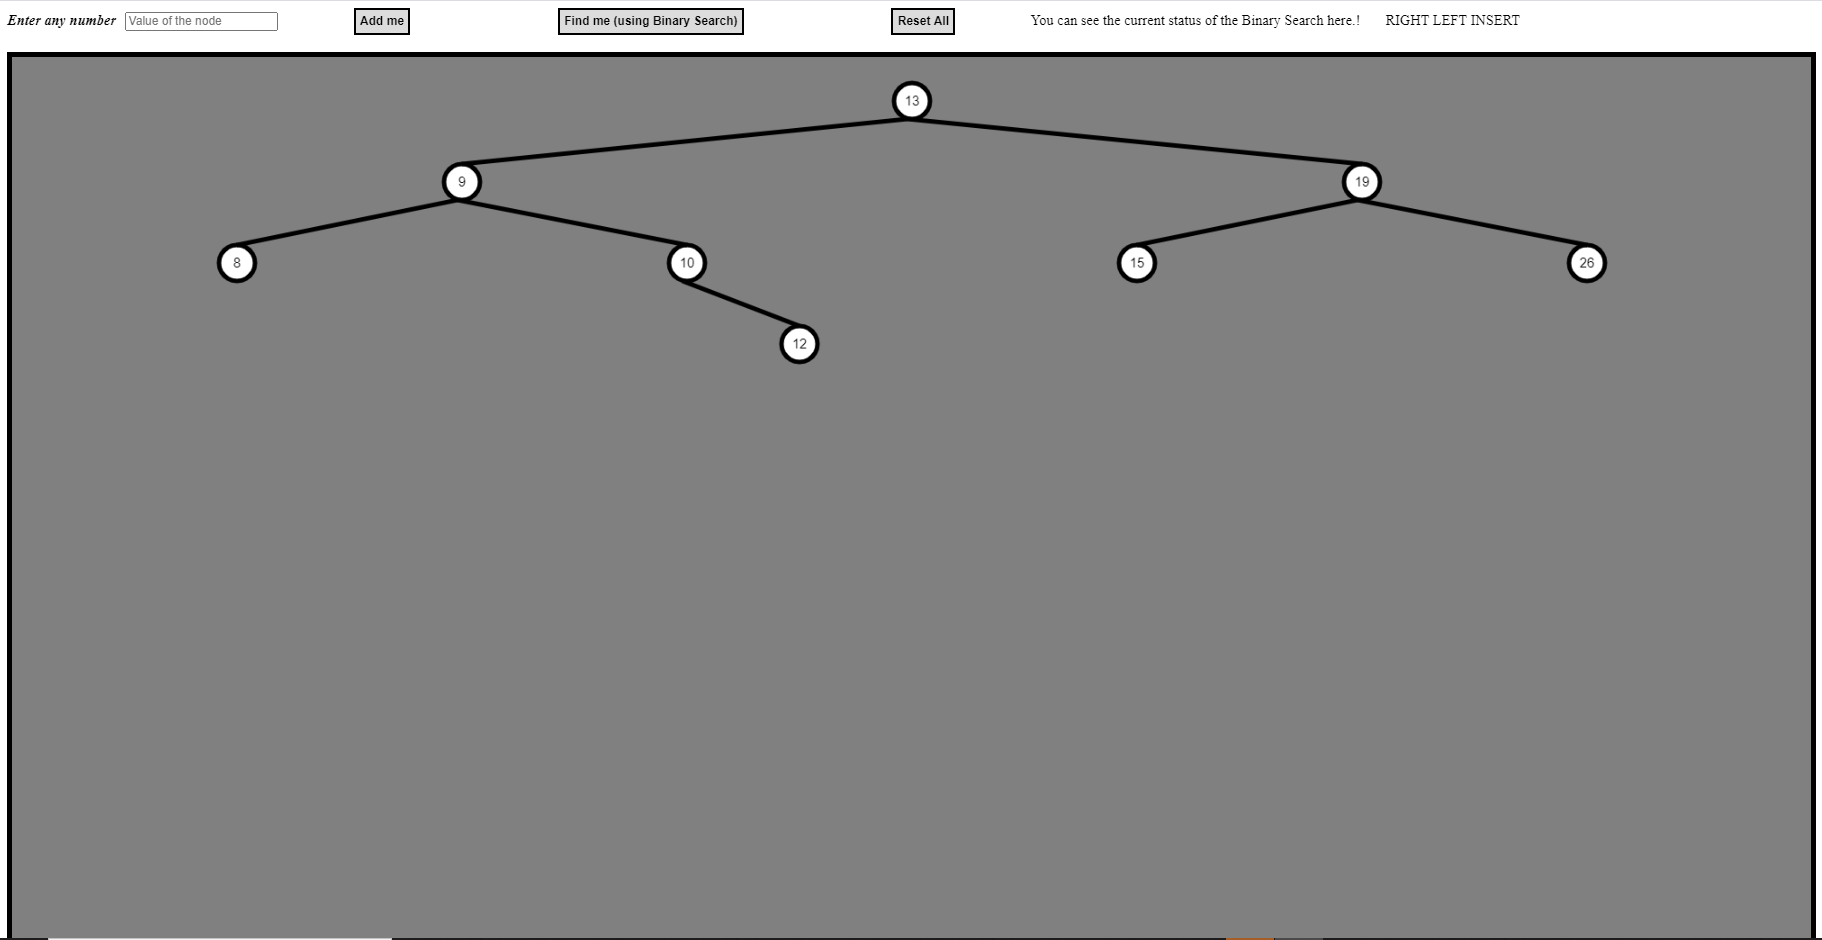 Enter any number Value of the node Add me Find me (using Binary Search) Reset All You can see the current status of the Binary Search here.! RIGHT LEFT INSERT
13
9 19
8 10 15 26
12